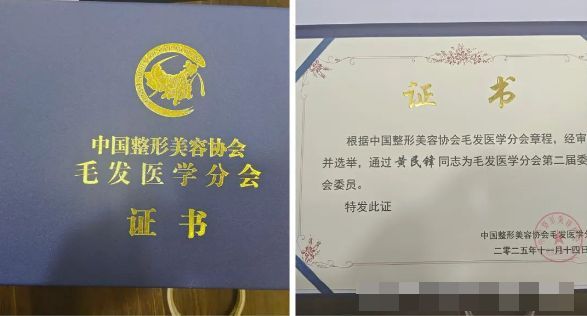 中国整形美容协会
毛发医学分会
证书
证 书
根据中国整形美容协会毛发医学分会章程，经审
并选举，通过 黄民锋 同志为毛发医学分会第二届委
会委员。
特发此证
中国整形美容协会毛发医学分
二零二五年十一月十四日